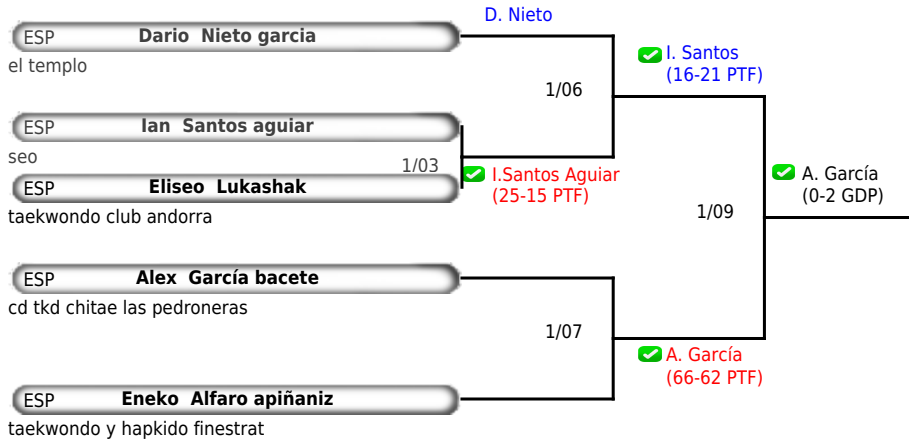 D. Nieto
ESP Dario Nieto garcia
el templo
I. Santos
(16-21 PTF)
1/06
ESP Ian Santos aguiar
seo
1/03
I.Santos Aguiar
(25-15 PTF)
ESP Eliseo Lukashak
taekwondo club andorra
A. García
(0-2 GDP)
1/09
ESP Alex García bacete
cd tkd chitae las pedroneras
1/07
A. García
(66-62 PTF)
ESP Eneko Alfaro apiñaniz
taekwondo y hapkido finestrat